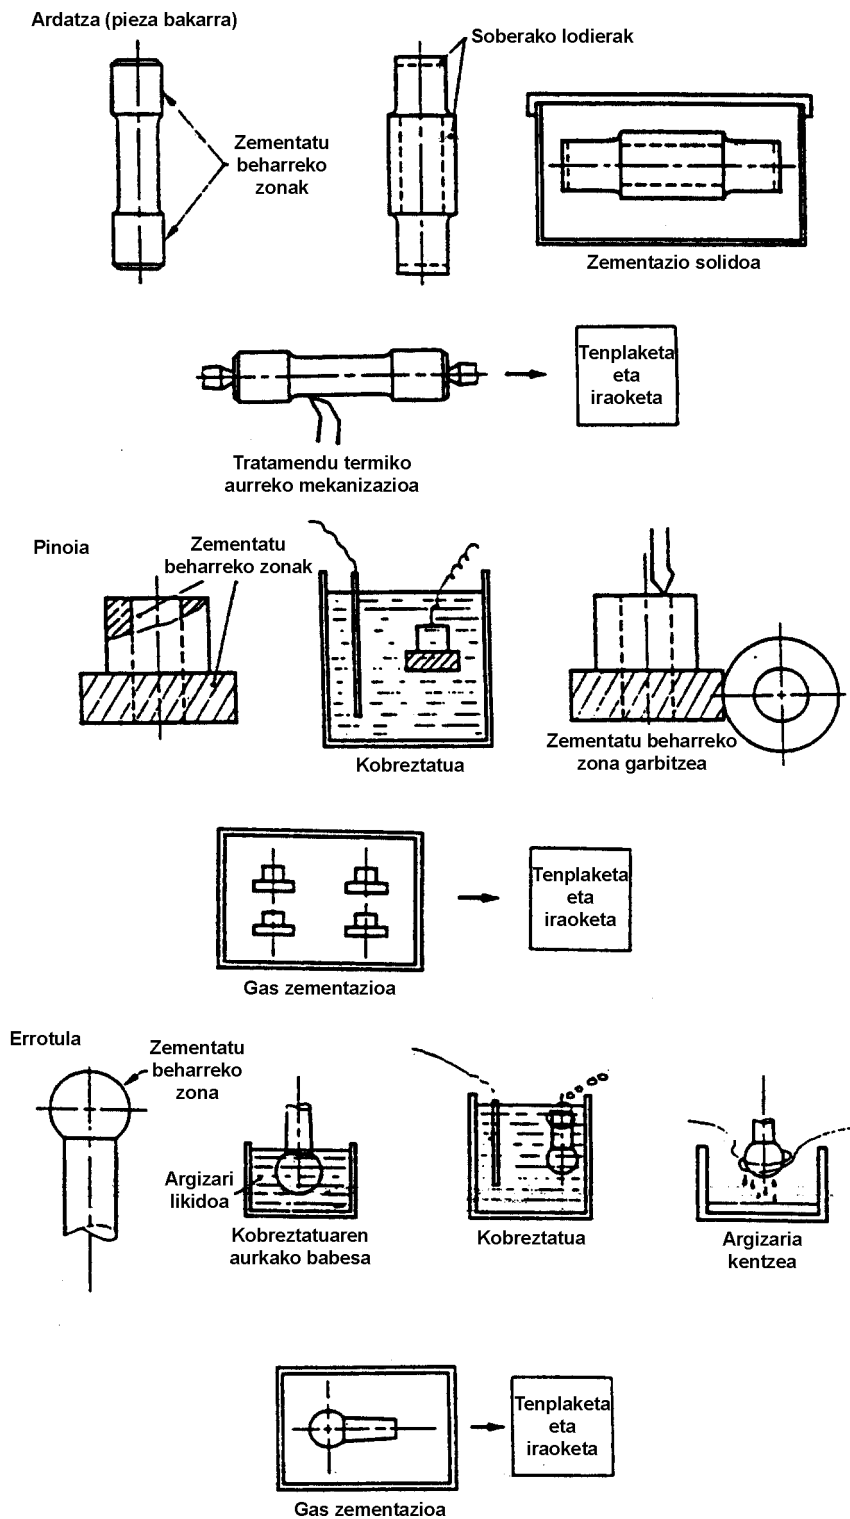 Ardatza (pieza bakarra)
Soberako lodierak
Zementatu
beharreko
zonak
Zementazio solidoa
Tenplaketa
eta
iraoketa
Tratamendu termiko
aurreko mekanizazioa
Pinoia
Zementatu
beharreko zonak
Kobreztatua
Zementatu beharreko
zona garbitzea
Tenplaketa
eta
iraoketa
Gas zementazioa
Errotula
Zementatu
beharreko
zona
Argizari
likidoa
Kobreztatuaren
aurkako babesa
Kobreztatua
Argizaria
kentzea
Tenplaketa
eta
iraoketa
Gas zementazioa